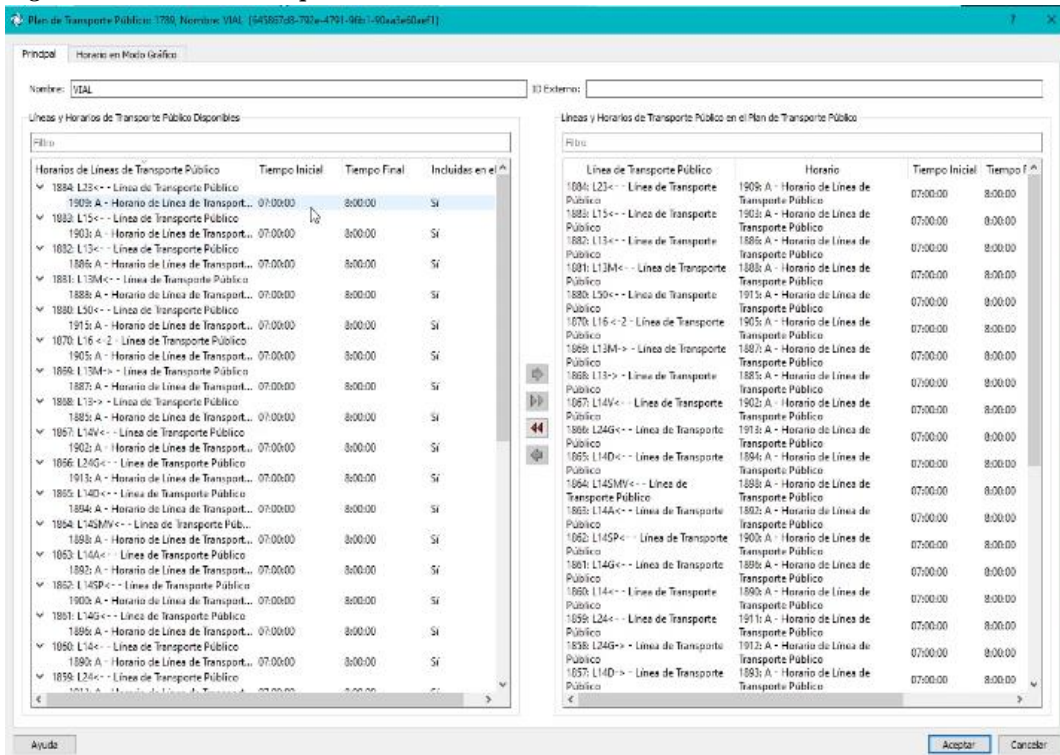 Plan de Transporte Público: 1789, Nombre: VIAL
? ×
Principal Horario en Modo Gráfico
Nombre: VIAL ID Externo:
Líneas y Horarios de Transporte Público Disponibles
Filtro
Horarios de Líneas de Transporte Público Tiempo Inicial Tiempo Final Incluidas en el
1884: L23<- - Línea de Transporte Público
1909: A - Horario de Línea de Transport... 07:00:00 8:00:00 Sí
1883: L15<- - Línea de Transporte Público
1903: A - Horario de Línea de Transport... 07:00:00 8:00:00 Sí
1882: L13<- - Línea de Transporte Público
1886: A - Horario de Línea de Transport... 07:00:00 8:00:00 Sí
1881: L13M<- - Línea de Transporte Público
1888: A - Horario de Línea de Transport... 07:00:00 8:00:00 Sí
1880: L50<- - Línea de Transporte Público
1915: A - Horario de Línea de Transport... 07:00:00 8:00:00 Sí
1870: L16 <-2 - Línea de Transporte Público
1905: A - Horario de Línea de Transport... 07:00:00 8:00:00 Sí
1869: L13M-> - Línea de Transporte Público
1887: A - Horario de Línea de Transport... 07:00:00 8:00:00 Sí
1868: L13-> - Línea de Transporte Público
1885: A - Horario de Línea de Transport... 07:00:00 8:00:00 Sí
1867: L14V<- - Línea de Transporte Público
1902: A - Horario de Línea de Transport... 07:00:00 8:00:00 Sí
1866: L24G<- - Línea de Transporte Público
1913: A - Horario de Línea de Transport... 07:00:00 8:00:00 Sí
1865: L14D<- - Línea de Transporte Público
1894: A - Horario de Línea de Transport... 07:00:00 8:00:00 Sí
1864: L14SMV<- - Línea de Transporte Púb...
1898: A - Horario de Línea de Transport... 07:00:00 8:00:00 Sí
1863: L14A<- - Línea de Transporte Público
1892: A - Horario de Línea de Transport... 07:00:00 8:00:00 Sí
1862: L14SP<- - Línea de Transporte Público
1900: A - Horario de Línea de Transport... 07:00:00 8:00:00 Sí
1861: L14G<- - Línea de Transporte Público
1896: A - Horario de Línea de Transport... 07:00:00 8:00:00 Sí
1860: L14<- - Línea de Transporte Público
1890: A - Horario de Línea de Transport... 07:00:00 8:00:00 Sí
1859: L24<- - Línea de Transporte Público
Líneas y Horarios de Transporte Público en el Plan de Transporte Público
Filtro
Línea de Transporte Público Horario Tiempo Inicial Tiempo F
1884: L23<- - Línea de Transporte 1909: A - Horario de Línea de
Público Transporte Público 07:00:00 8:00:00
1883: L15<- - Línea de Transporte 1903: A - Horario de Línea de
Público Transporte Público 07:00:00 8:00:00
1882: L13<- - Línea de Transporte 1886: A - Horario de Línea de
Público Transporte Público 07:00:00 8:00:00
1881: L13M<- - Línea de Transporte 1888: A - Horario de Línea de
Público Transporte Público 07:00:00 8:00:00
1880: L50<- - Línea de Transporte 1915: A - Horario de Línea de
Público Transporte Público 07:00:00 8:00:00
1870: L16 <-2 - Línea de Transporte 1905: A - Horario de Línea de
Público Transporte Público 07:00:00 8:00:00
1869: L13M-> - Línea de Transporte 1887: A - Horario de Línea de
Público Transporte Público 07:00:00 8:00:00
1868: L13-> - Línea de Transporte 1885: A - Horario de Línea de
Público Transporte Público 07:00:00 8:00:00
1867: L14V<- - Línea de Transporte 1902: A - Horario de Línea de
Público Transporte Público 07:00:00 8:00:00
1866: L24G<- - Línea de Transporte 1913: A - Horario de Línea de
Público Transporte Público 07:00:00 8:00:00
1865: L14D<- - Línea de Transporte 1894: A - Horario de Línea de
Público Transporte Público 07:00:00 8:00:00
1864: L14SMV<- - Línea de 1898: A - Horario de Línea de
Transporte Público Transporte Público 07:00:00 8:00:00
1863: L14A<- - Línea de Transporte 1892: A - Horario de Línea de
Público Transporte Público 07:00:00 8:00:00
1862: L14SP<- - Línea de Transporte 1900: A - Horario de Línea de
Público Transporte Público 07:00:00 8:00:00
1861: L14G<- - Línea de Transporte 1896: A - Horario de Línea de
Público Transporte Público 07:00:00 8:00:00
1860: L14<- - Línea de Transporte 1890: A - Horario de Línea de
Público Transporte Público 07:00:00 8:00:00
1859: L24<- - Línea de Transporte 1911: A - Horario de Línea de
Público Transporte Público 07:00:00 8:00:00
1858: L24G-> - Línea de Transporte 1912: A - Horario de Línea de
Público Transporte Público 07:00:00 8:00:00
1857: L14D-> - Línea de Transporte 1893: A - Horario de Línea de
Público Transporte Público 07:00:00 8:00:00
Ayuda Aceptar Cancelar